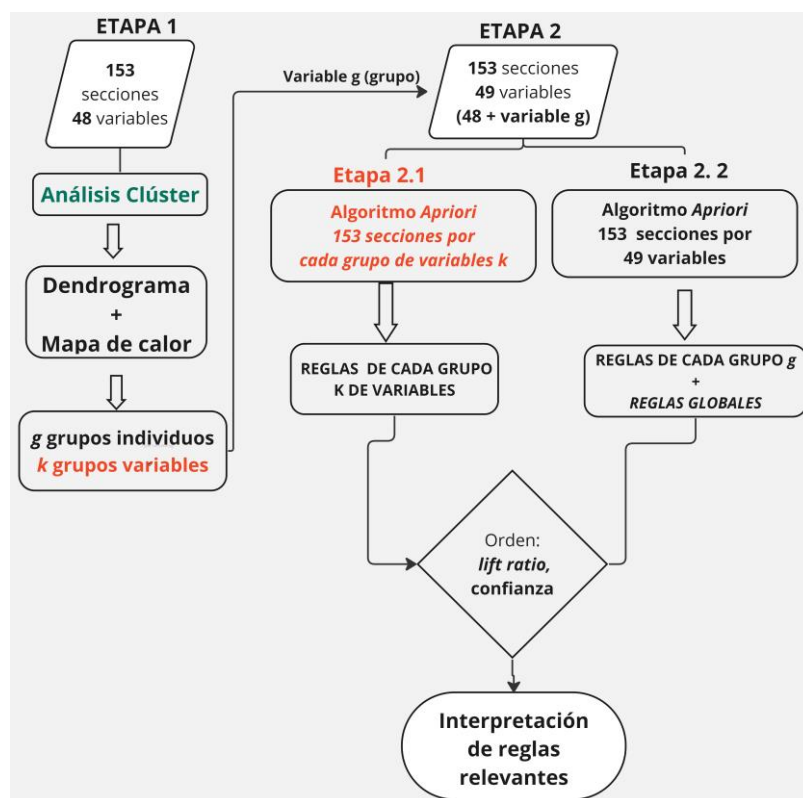 ETAPA 1
153
secciones
48 variables
Análisis Clúster
Dendrograma
+
Mapa de calor
g grupos individuos
k grupos variables
Variable g (grupo)
ETAPA 2
153 secciones
49 variables
(48 + variable g)
Etapa 2.1
Algoritmo Apriori
153 secciones por
cada grupo de variables k
REGLAS DE CADA GRUPO
K DE VARIABLES
Etapa 2. 2
Algoritmo Apriori
153 secciones por
49 variables
REGLAS DE CADA GRUPO g
+
REGLAS GLOBALES
Orden:
lift ratio,
confianza
Interpretación
de reglas
relevantes